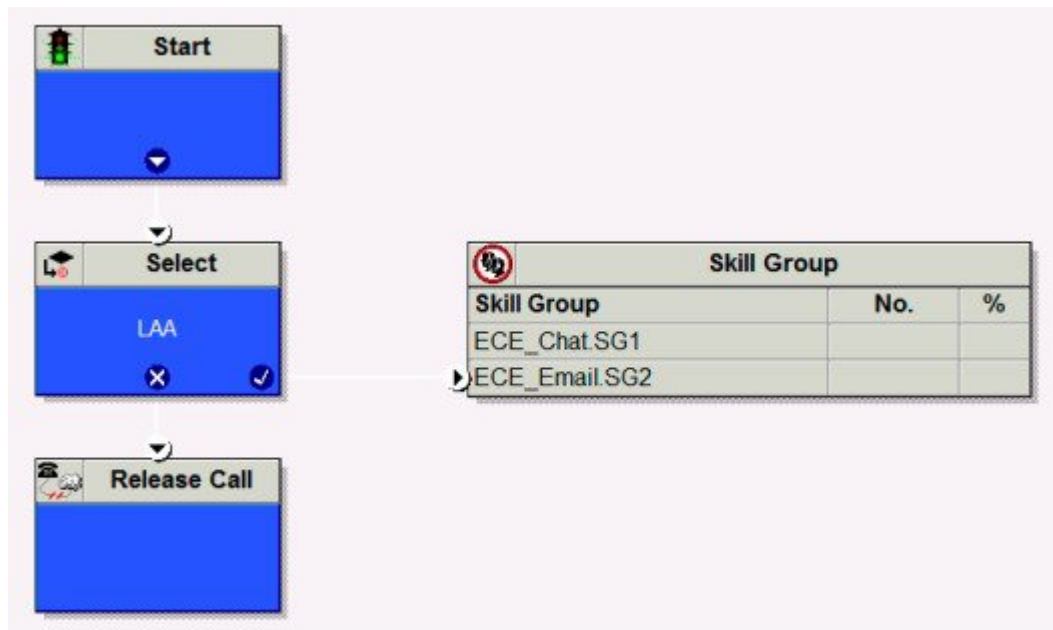 Start
Select
LAA
Skill Group
Skill Group No. %
ECE_Chat.SG1
ECE_Email.SG2
Release Call